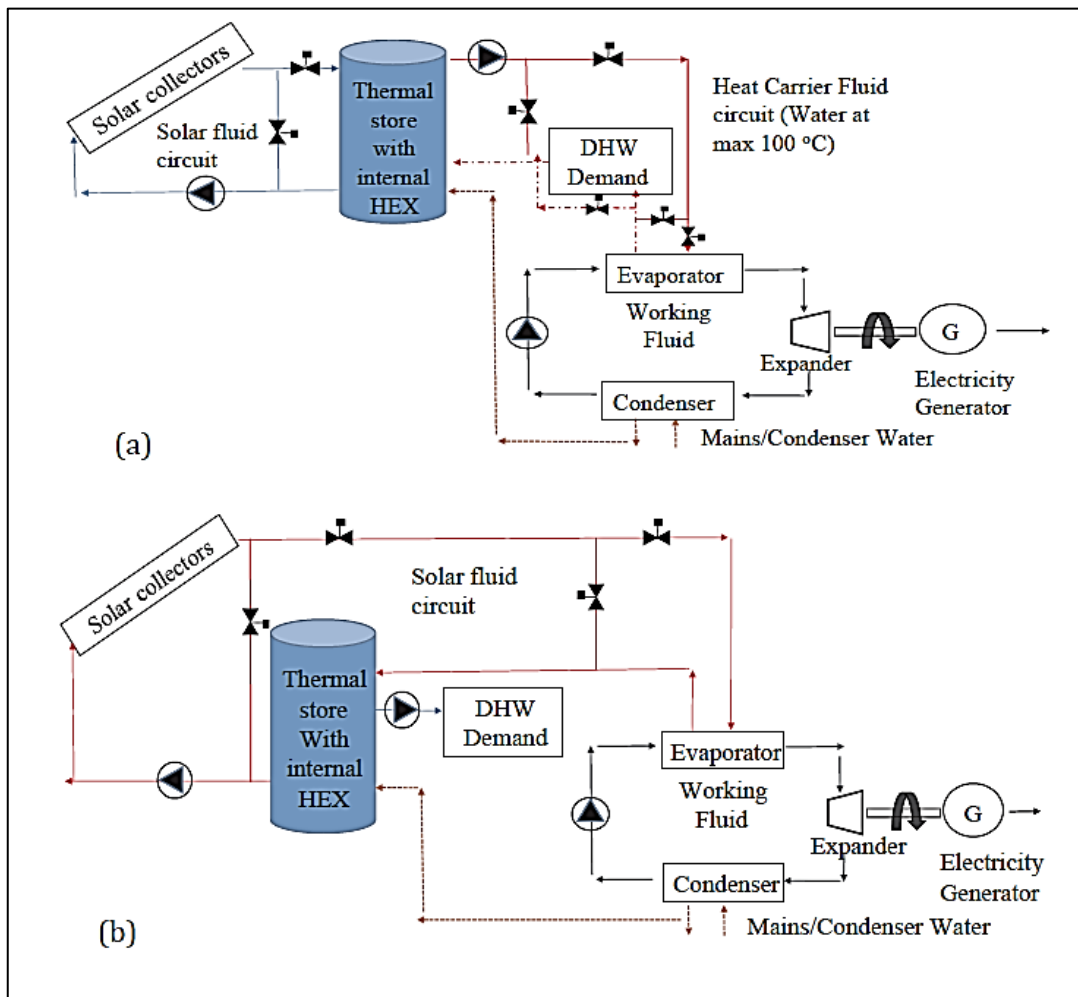 Solar collectors
Solar fluid
circuit
Thermal
store
with
internal
HEX
DHW
Demand
Heat Carrier Fluid
circuit (Water at
max 100 °C)
Evaporator
Working
Fluid
Expander
G
Electricity
Generator
Condenser
Mains/Condenser Water
(a)
Solar collectors
Solar fluid
circuit
Thermal
store
With
internal
HEX
DHW
Demand
Evaporator
Working
Fluid
Expander
G
Electricity
Generator
Condenser
Mains/Condenser Water
(b)